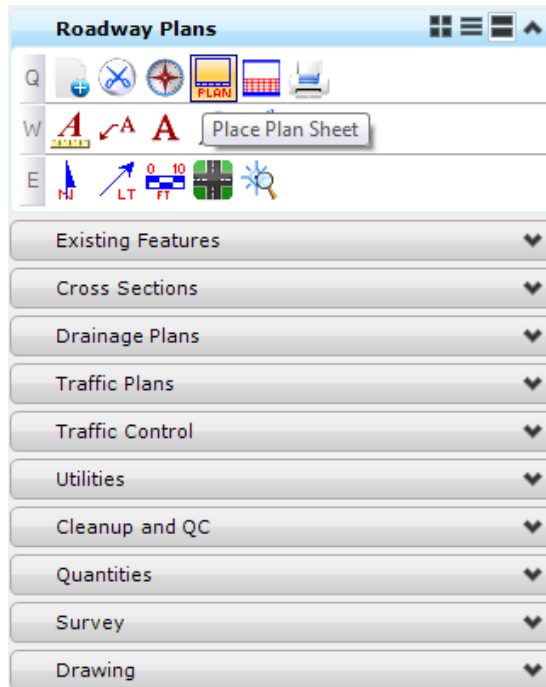 Roadway Plans
Q
PLAN
W A A A
Place Plan Sheet
E N LT 0 10 FT
Existing Features
Cross Sections
Drainage Plans
Traffic Plans
Traffic Control
Utilities
Cleanup and QC
Quantities
Survey
Drawing